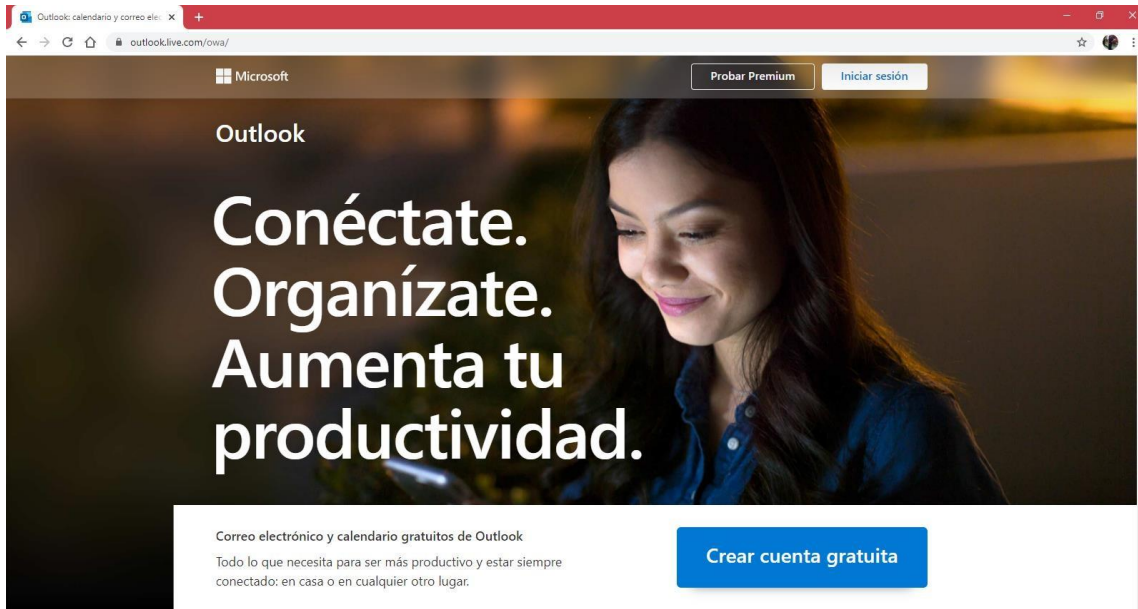 Outlook: calendario y correo elec
outlook.live.com/owa/
Microsoft
Probar Premium
Iniciar sesión
Outlook
Conéctate.
Organízate.
Aumenta tu
productividad.
Correo electrónico y calendario gratuitos de Outlook
Todo lo que necesita para ser más productivo y estar siempre
conectado: en casa o en cualquier otro lugar.
Crear cuenta gratuita